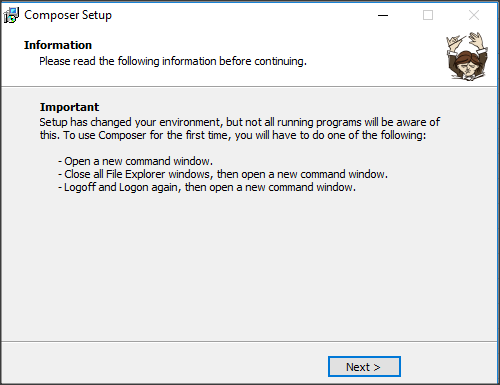 Composer Setup
Information
Please read the following information before continuing.
Important
Setup has changed your environment, but not all running programs will be aware of
this. To use Composer for the first time, you will have to do one of the following:
- Open a new command window.
- Close all File Explorer windows, then open a new command window.
- Logoff and Logon again, then open a new command window.
Next >